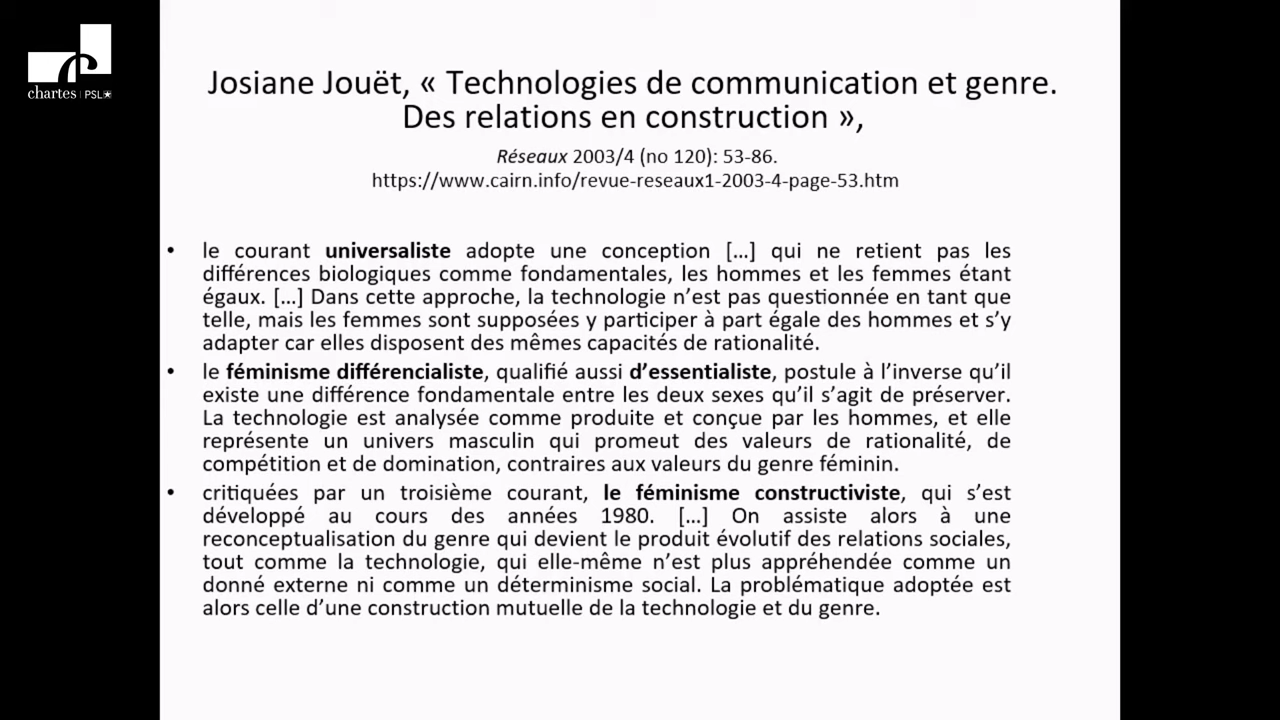 chartes | PSL★
Josiane Jouët, « Technologies de communication et genre.
Des relations en construction »,
Réseaux 2003/4 (no 120): 53-86.
https://www.cairn.info/revue-reseaux1-2003-4-page-53.htm
• le courant universaliste adopte une conception […] qui ne retient pas les
différences biologiques comme fondamentales, les hommes et les femmes étant
égaux. […] Dans cette approche, la technologie n’est pas questionnée en tant que
telle, mais les femmes sont supposées y participer à part égale des hommes et s’y
adapter car elles disposent des mêmes capacités de rationalité.
• le féminisme différencialiste, qualifié aussi d’essentialiste, postule à l’inverse qu’il
existe une différence fondamentale entre les deux sexes qu’il s’agit de préserver.
La technologie est analysée comme produite et conçue par les hommes, et elle
représente un univers masculin qui promeut des valeurs de rationalité, de
compétition et de domination, contraires aux valeurs du genre féminin.
• critiquées par un troisième courant, le féminisme constructiviste, qui s’est
développé au cours des années 1980. […] On assiste alors à une
reconceptualisation du genre qui devient le produit évolutif des relations sociales,
tout comme la technologie, qui elle-même n’est plus appréhendée comme un
donné externe ni comme un déterminisme social. La problématique adoptée est
alors celle d’une construction mutuelle de la technologie et du genre.